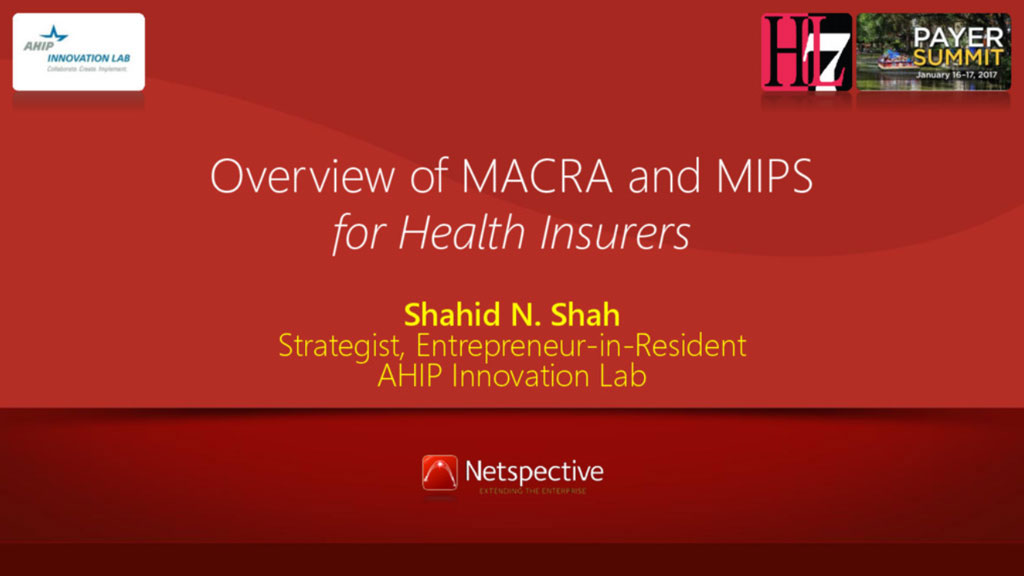 AHIP
INNOVATION LAB
Collaborate. Create. Implement.
HL7
PAYER
SUMMIT
January 16-17, 2017
Overview of MACRA and MIPS
for Health Insurers
Shahid N. Shah
Strategist, Entrepreneur-in-Resident
AHIP Innovation Lab
Netspective
EXTENDING THE ENTERPRISE